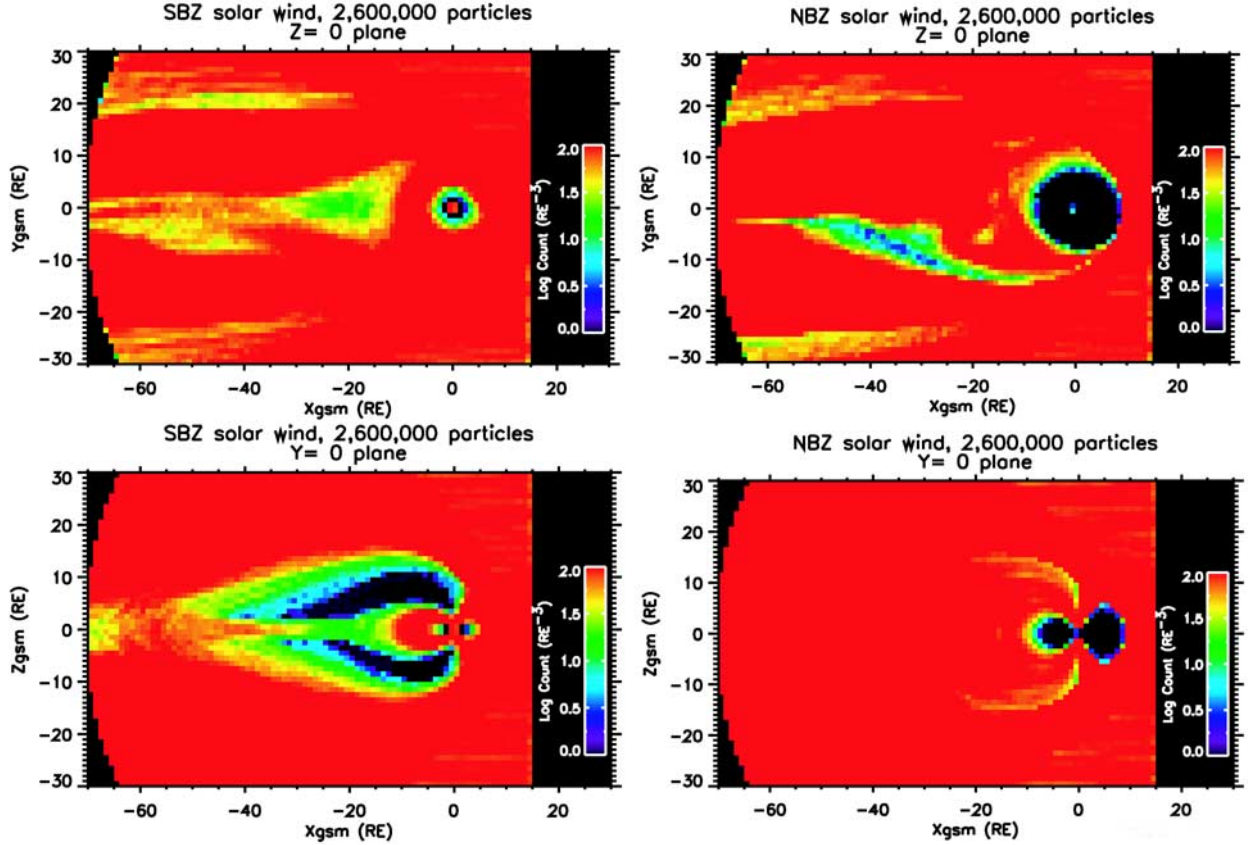 SBZ solar wind, 2,600,000 particles
Z= 0 plane
30
20
10
0
-10
-20
-30
Ygsm (RE)
-60 -40 -20 0 20
Xgsm (RE)
2.0
1.5
1.0
0.5
0.0
Log Count (RE⁻³)
NBZ solar wind, 2,600,000 particles
Z= 0 plane
30
20
10
0
-10
-20
-30
Ygsm (RE)
-60 -40 -20 0 20
Xgsm (RE)
2.0
1.5
1.0
0.5
0.0
Log Count (RE⁻³)
SBZ solar wind, 2,600,000 particles
Y= 0 plane
30
20
10
0
-10
-20
-30
Zgsm (RE)
-60 -40 -20 0 20
Xgsm (RE)
2.0
1.5
1.0
0.5
0.0
Log Count (RE⁻³)
NBZ solar wind, 2,600,000 particles
Y= 0 plane
30
20
10
0
-10
-20
-30
Zgsm (RE)
-60 -40 -20 0 20
Xgsm (RE)
2.0
1.5
1.0
0.5
0.0
Log Count (RE⁻³)